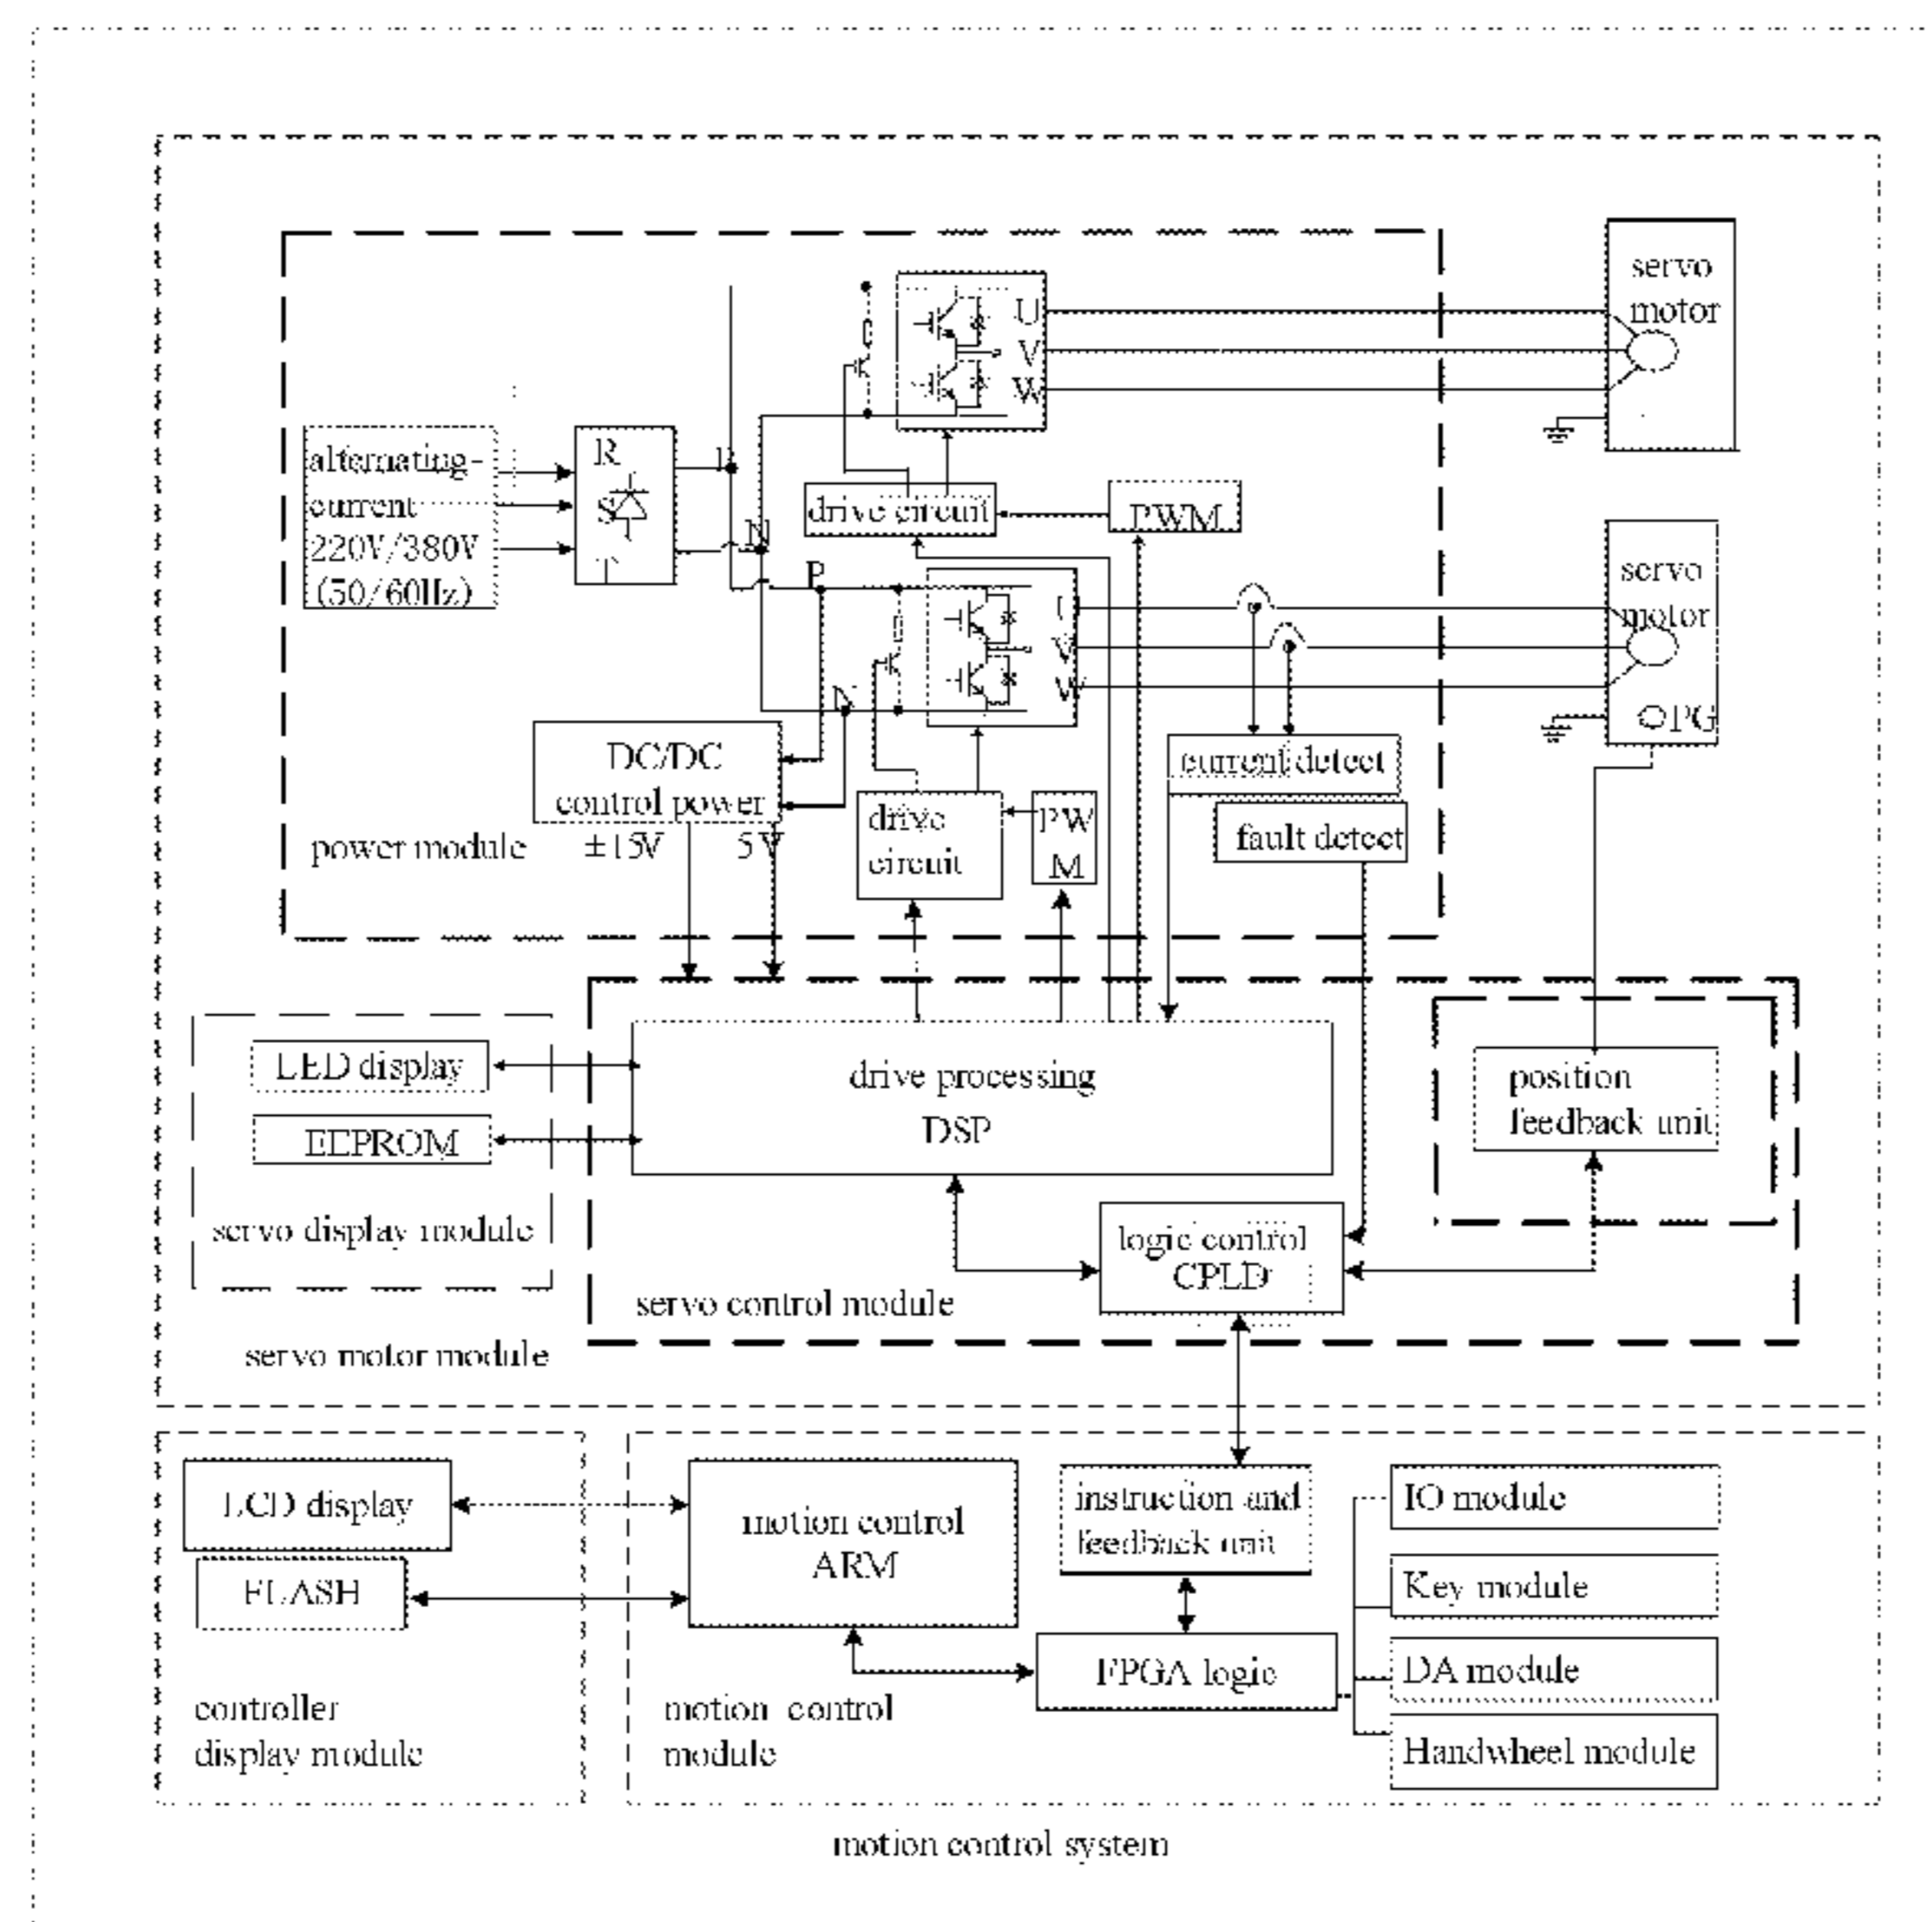 servo
motor
U
V
W
alternating-
current
220V/380V
(50/60Hz)
R
S
T
P
N
drive circuit
PWM
servo
motor
PG
P
N
U
V
W
DC/DC
control power
±15V
5V
power module
drive
circuit
PW
M
current detect
fault detect
LED display
EEPROM
servo display module
drive processing
DSP
position
feedback unit
logic control
CPLD
servo control module
servo motor module
LCD display
FLASH
controller
display module
motion control
ARM
instruction and
feedback unit
FPGA logic
IO module
Key module
DA module
Handwheel module
motion control
module
motion control system